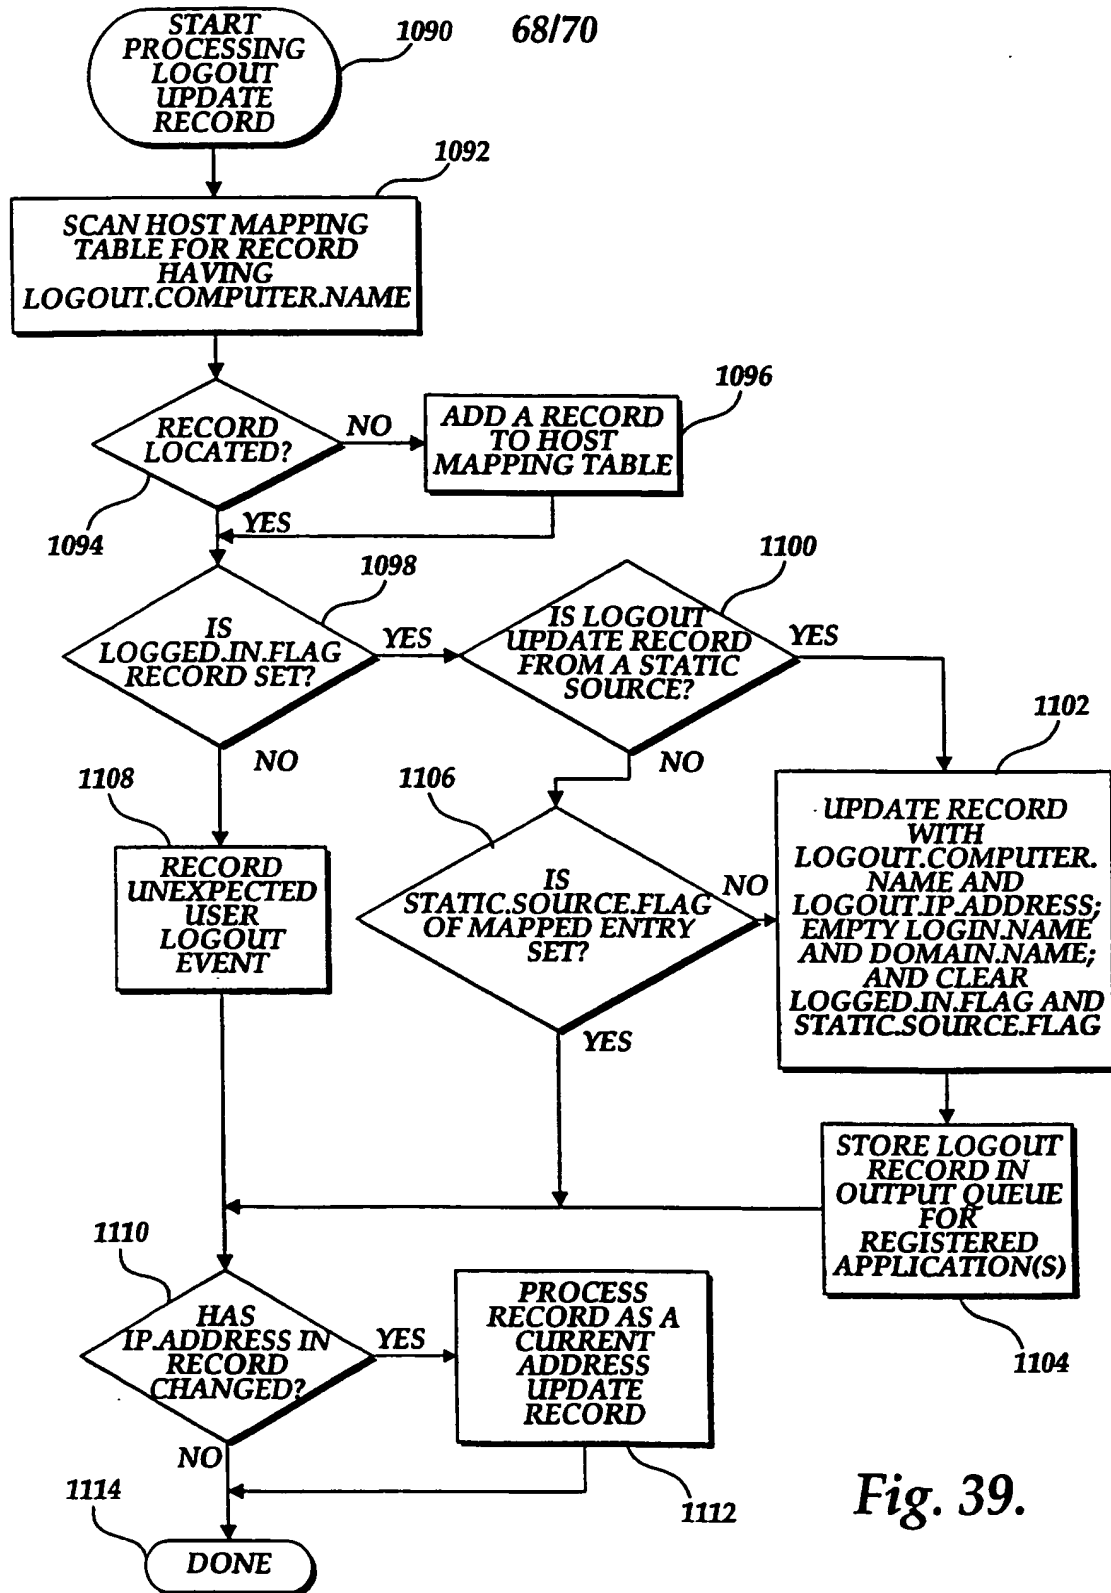 68/70
START
PROCESSING
LOGOUT
UPDATE
RECORD
1090
1092
SCAN HOST MAPPING
TABLE FOR RECORD
HAVING
LOGOUT.COMPUTER.NAME
RECORD
LOCATED?
NO
1094
1096
ADD A RECORD
TO HOST
MAPPING TABLE
YES
1098
IS
LOGGED.IN.FLAG
RECORD SET?
YES
NO
1100
IS LOGOUT
UPDATE RECORD
FROM A STATIC
SOURCE?
YES
NO
1102
UPDATE RECORD
WITH
LOGOUT.COMPUTER.
NAME AND
LOGOUT.IP.ADDRESS;
EMPTY LOGIN.NAME
AND DOMAIN.NAME;
AND CLEAR
LOGGED.IN.FLAG AND
STATIC.SOURCE.FLAG
1106
IS
STATIC.SOURCE.FLAG
OF MAPPED ENTRY
SET?
NO
YES
1108
RECORD
UNEXPECTED
USER
LOGOUT
EVENT
STORE LOGOUT
RECORD IN
OUTPUT QUEUE
FOR
REGISTERED
APPLICATION(S)
1104
1110
HAS
IP.ADDRESS IN
RECORD
CHANGED?
YES
NO
PROCESS
RECORD AS A
CURRENT
ADDRESS
UPDATE
RECORD
1112
1114
DONE
Fig. 39.